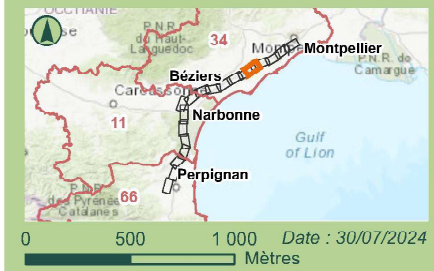 OCCITANIE
P.N.R.
du Haut-
Languedoc
34
Montpellier
P.N.R. de
Camargue
Béziers
Carcassonne
11
Narbonne
Gulf
of Lion
Perpignan
66
P.N.R.
des Pyrénées
Catalanes
0 500 1 000 Date : 30/07/2024
Mètres